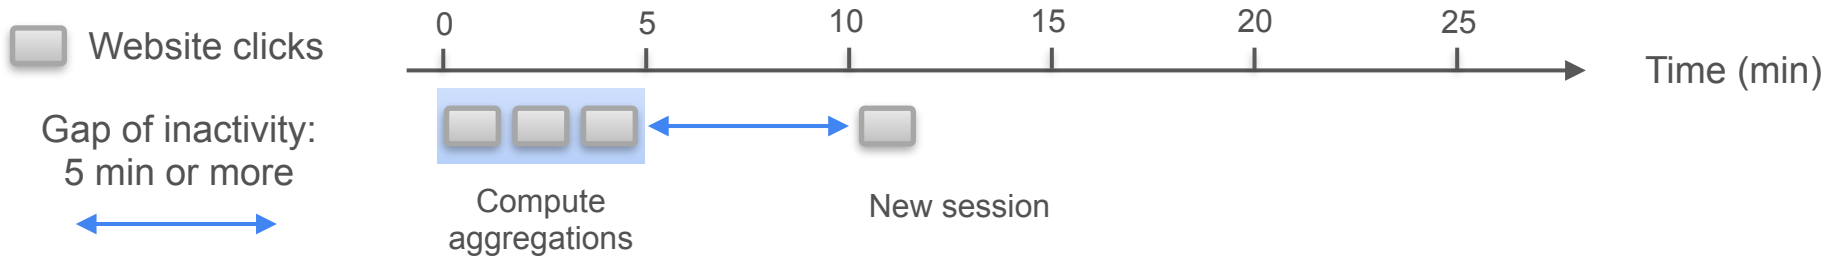 0 5 10 15 20 25
Website clicks
Time (min)
Gap of inactivity:
5 min or more
Compute
aggregations
New session